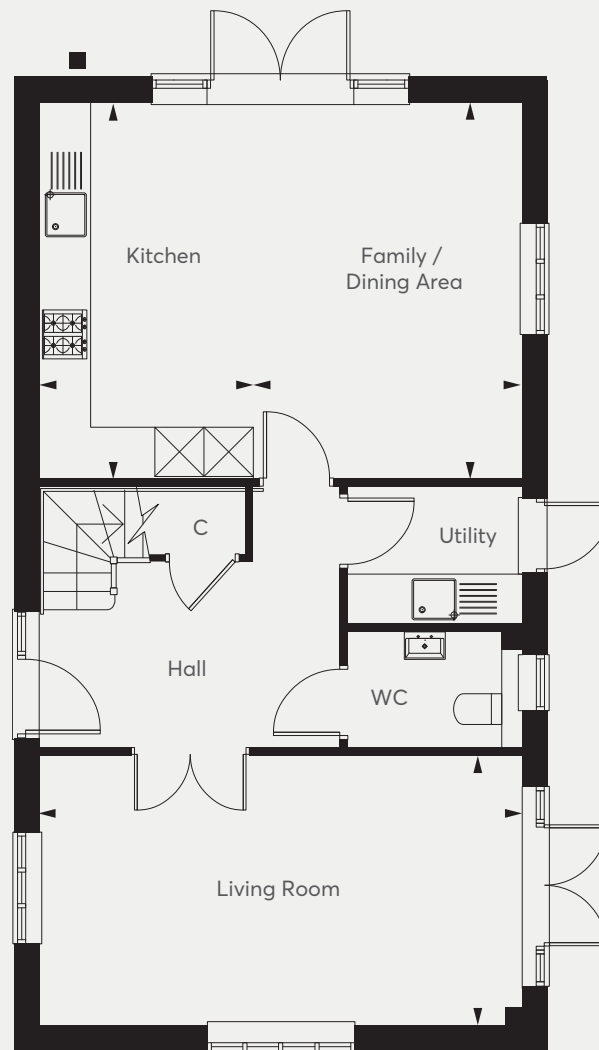 Kitchen
Family /
Dining Area
C
Utility
Hall
WC
Living Room